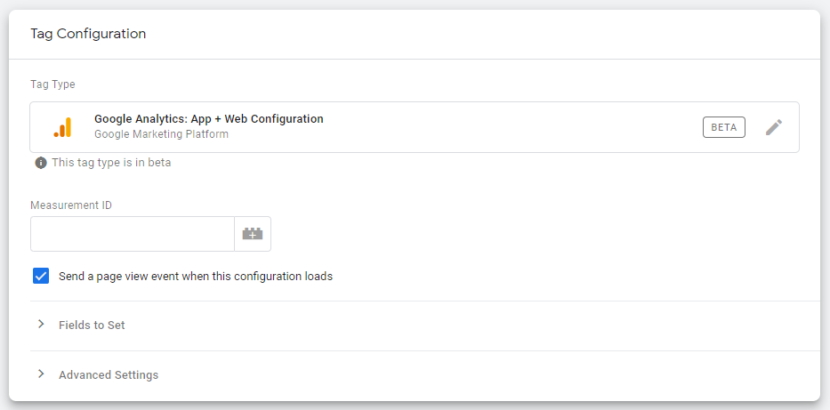 Tag Configuration
Tag Type
Google Analytics: App + Web Configuration
Google Marketing Platform
BETA
This tag type is in beta
Measurement ID
Send a page view event when this configuration loads
Fields to Set
Advanced Settings